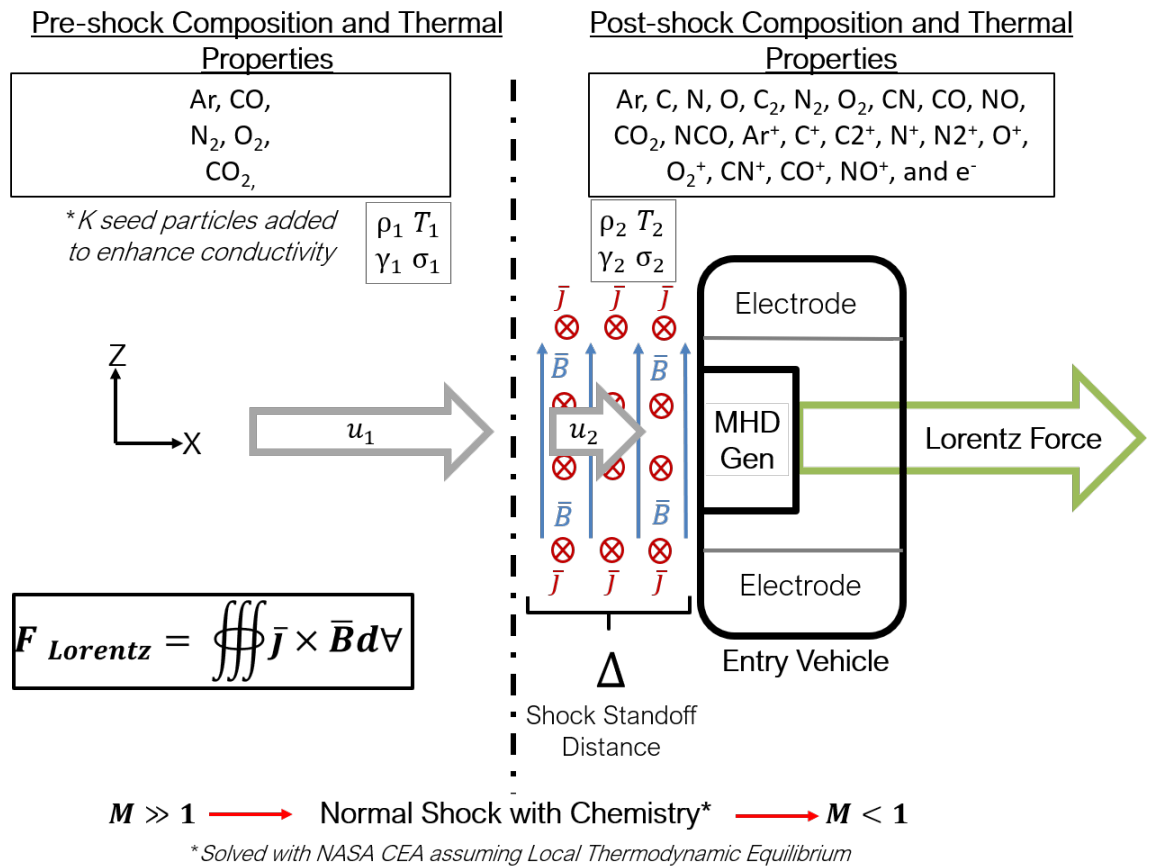 Pre-shock Composition and Thermal
Properties
Ar, CO,
N₂, O₂,
CO₂,
*K seed particles added
to enhance conductivity
ρ₁ T₁
γ₁ σ₁
Post-shock Composition and Thermal
Properties
Ar, C, N, O, C₂, N₂, O₂, CN, CO, NO,
CO₂, NCO, Ar⁺, C⁺, C2⁺, N⁺, N2⁺, O⁺,
O₂⁺, CN⁺, CO⁺, NO⁺, and e⁻
ρ₂ T₂
γ₂ σ₂
j̄ j̄ j̄
B̄ B̄
Z
X
u₁
u₂
B̄ B̄
j̄ j̄ j̄
Electrode
MHD
Gen
Lorentz Force
Electrode
Entry Vehicle
F Lorentz = ∰ j̄ × B̄d∀
Δ
Shock Standoff
Distance
M ≫ 1 → Normal Shock with Chemistry* → M < 1
*Solved with NASA CEA assuming Local Thermodynamic Equilibrium